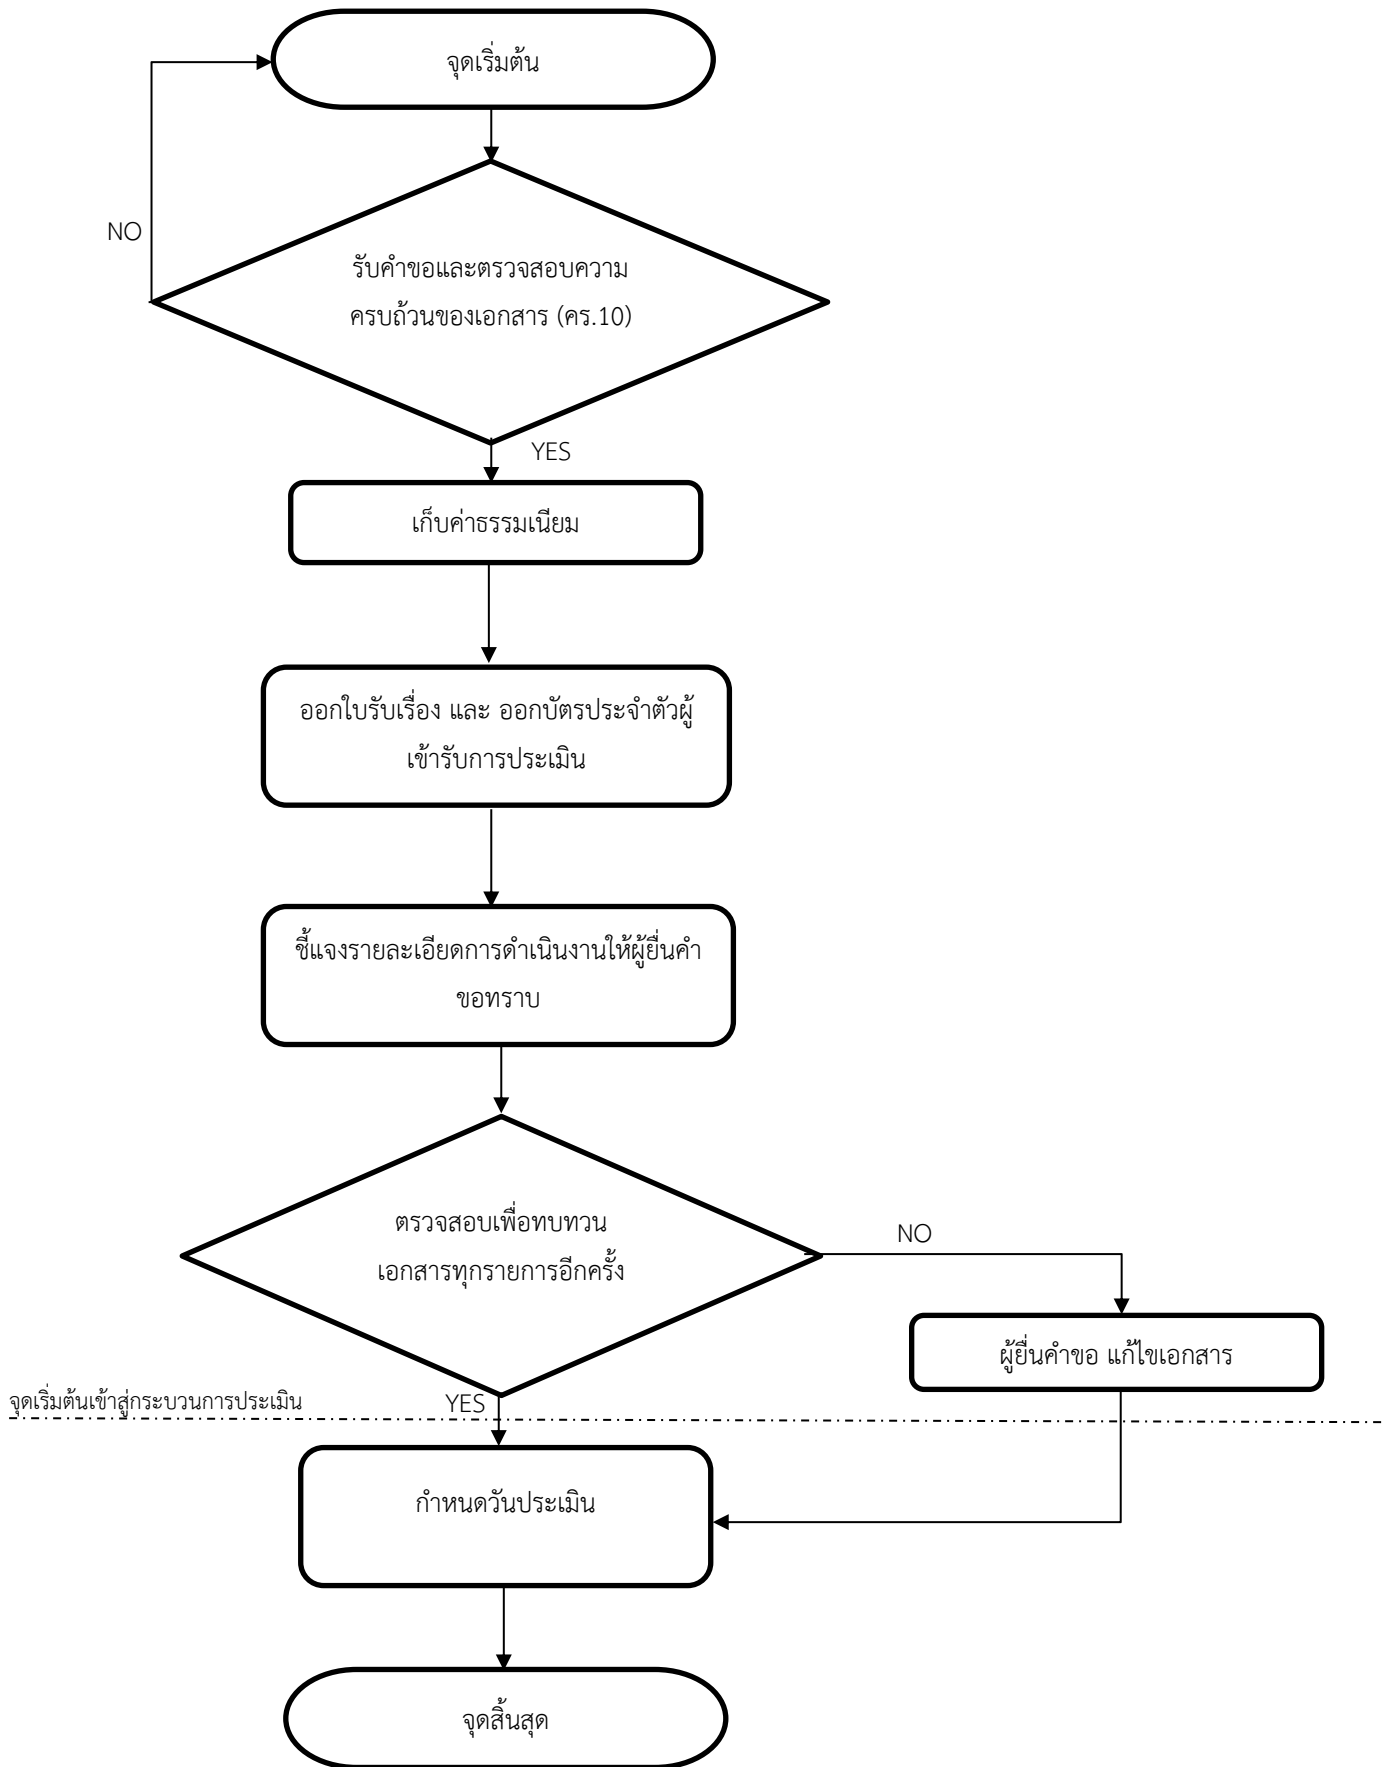 จุดเริ่มต้น
NO
รับคำขอและตรวจสอบความ
ครบถ้วนของเอกสาร (คร.10)
YES
เก็บค่าธรรมเนียม
ออกใบรับเรื่อง และ ออกบัตรประจำตัวผู้
เข้ารับการประเมิน
ชี้แจงรายละเอียดการดำเนินงานให้ผู้ยื่นคำ
ขอทราบ
ตรวจสอบเพื่อทบทวน
เอกสารทุกรายการอีกครั้ง
NO
ผู้ยื่นคำขอ แก้ไขเอกสาร
จุดเริ่มต้นเข้าสู่กระบวนการประเมิน
YES
กำหนดวันประเมิน
จุดสิ้นสุด